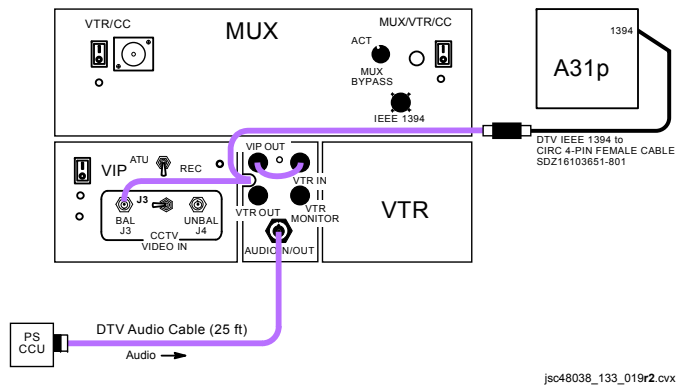 VTR/CC
MUX
MUX/VTR/CC
1394
ACT
MUX
BYPASS
A31p
IEEE 1394
DTV IEEE 1394 to
CIRC 4-PIN FEMALE CABLE
SDZ16103651-801
VIP
ATU
REC
VIP OUT
VTR IN
J3
BAL
J3
UNBAL
J4
CCTV
VIDEO IN
VTR OUT
VTR
MONITOR
VTR
AUDIO IN/OUT
PS
CCU
DTV Audio Cable (25 ft)
Audio
jsc48038_133_019r2.cvx